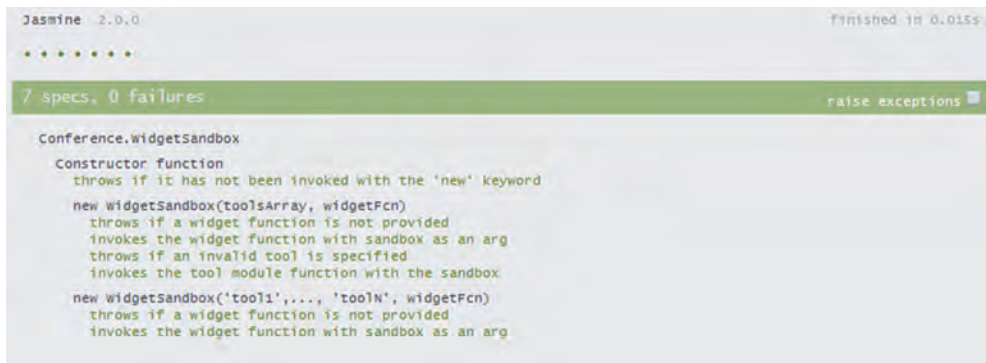 Jasmine 2.0.0 finished in 0.015s
7 specs, 0 failures raise exceptions
Conference.widgetSandbox
Constructor function
throws if it has not been invoked with the 'new' keyword
new WidgetSandbox(toolsArray, widgetFcn)
throws if a widget function is not provided
invokes the widget function with sandbox as an arg
throws if an invalid tool is specified
invokes the tool module function with the sandbox
new WidgetSandbox('tool1',..., 'toolN', widgetFcn)
throws if a widget function is not provided
invokes the widget function with sandbox as an arg